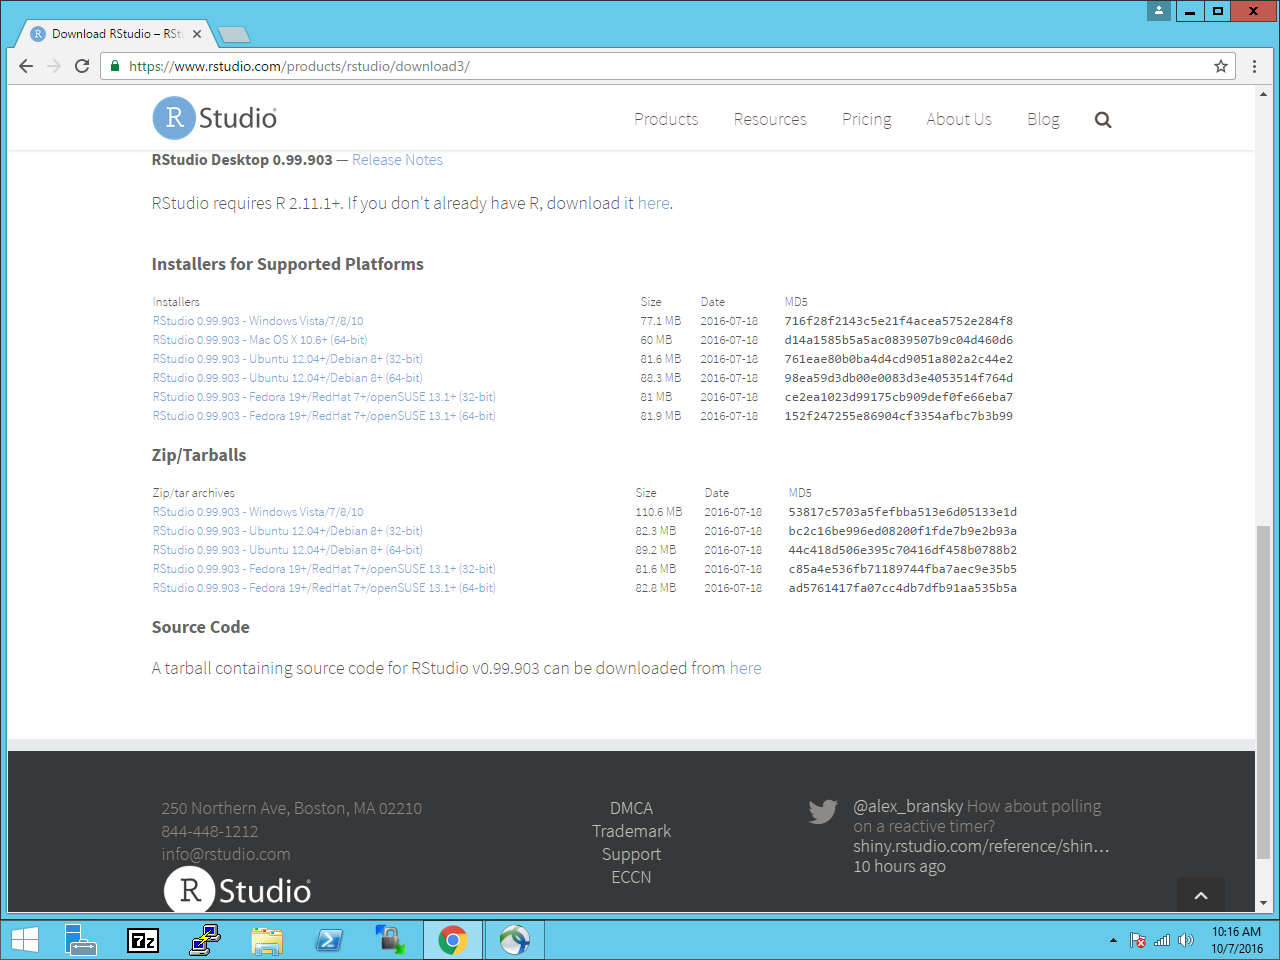 Download RStudio – RSt
https://www.rstudio.com/products/rstudio/download3/
R Studio
Products Resources Pricing About Us Blog
RStudio Desktop 0.99.903 — Release Notes
RStudio requires R 2.11.1+. If you don't already have R, download it here.
Installers for Supported Platforms
Installers Size Date MD5
RStudio 0.99.903 - Windows Vista/7/8/10 77.1 MB 2016-07-18 716f28f2143c5e21f4acea5752e284f8
RStudio 0.99.903 - Mac OS X 10.6+ (64-bit) 60 MB 2016-07-18 d14a1585b5a5ac0839507b9c04d460d6
RStudio 0.99.903 - Ubuntu 12.04+/Debian 8+ (32-bit) 81.6 MB 2016-07-18 761eae80b0ba4d4cd9051a802a2c44e2
RStudio 0.99.903 - Ubuntu 12.04+/Debian 8+ (64-bit) 88.3 MB 2016-07-18 98ea59d3db00e0083d3e4053514f764d
RStudio 0.99.903 - Fedora 19+/RedHat 7+/openSUSE 13.1+ (32-bit) 81 MB 2016-07-18 ce2ea1023d99175cb909def0fe66eba7
RStudio 0.99.903 - Fedora 19+/RedHat 7+/openSUSE 13.1+ (64-bit) 81.9 MB 2016-07-18 152f247255e86904cf3354afbc7b3b99
Zip/Tarballs
Zip/tar archives Size Date MD5
RStudio 0.99.903 - Windows Vista/7/8/10 110.6 MB 2016-07-18 53817c5703a5fefbba513e6d05133e1d
RStudio 0.99.903 - Ubuntu 12.04+/Debian 8+ (32-bit) 82.3 MB 2016-07-18 bc2c16be996ed08200f1fde7b9e2b93a
RStudio 0.99.903 - Ubuntu 12.04+/Debian 8+ (64-bit) 89.2 MB 2016-07-18 44c418d506e395c70416df458b0788b2
RStudio 0.99.903 - Fedora 19+/RedHat 7+/openSUSE 13.1+ (32-bit) 81.6 MB 2016-07-18 c85a4e536fb71189744fba7aec9e35b5
RStudio 0.99.903 - Fedora 19+/RedHat 7+/openSUSE 13.1+ (64-bit) 82.8 MB 2016-07-18 ad5761417fa07cc4db7dfb91aa535b5a
Source Code
A tarball containing source code for RStudio v0.99.903 can be downloaded from here
250 Northern Ave, Boston, MA 02210
844-448-1212
info@rstudio.com
R Studio
DMCA
Trademark
Support
ECCN
@alex_bransky How about polling
on a reactive timer?
shiny.rstudio.com/reference/shin…
10 hours ago
7z
10:16 AM
10/7/2016